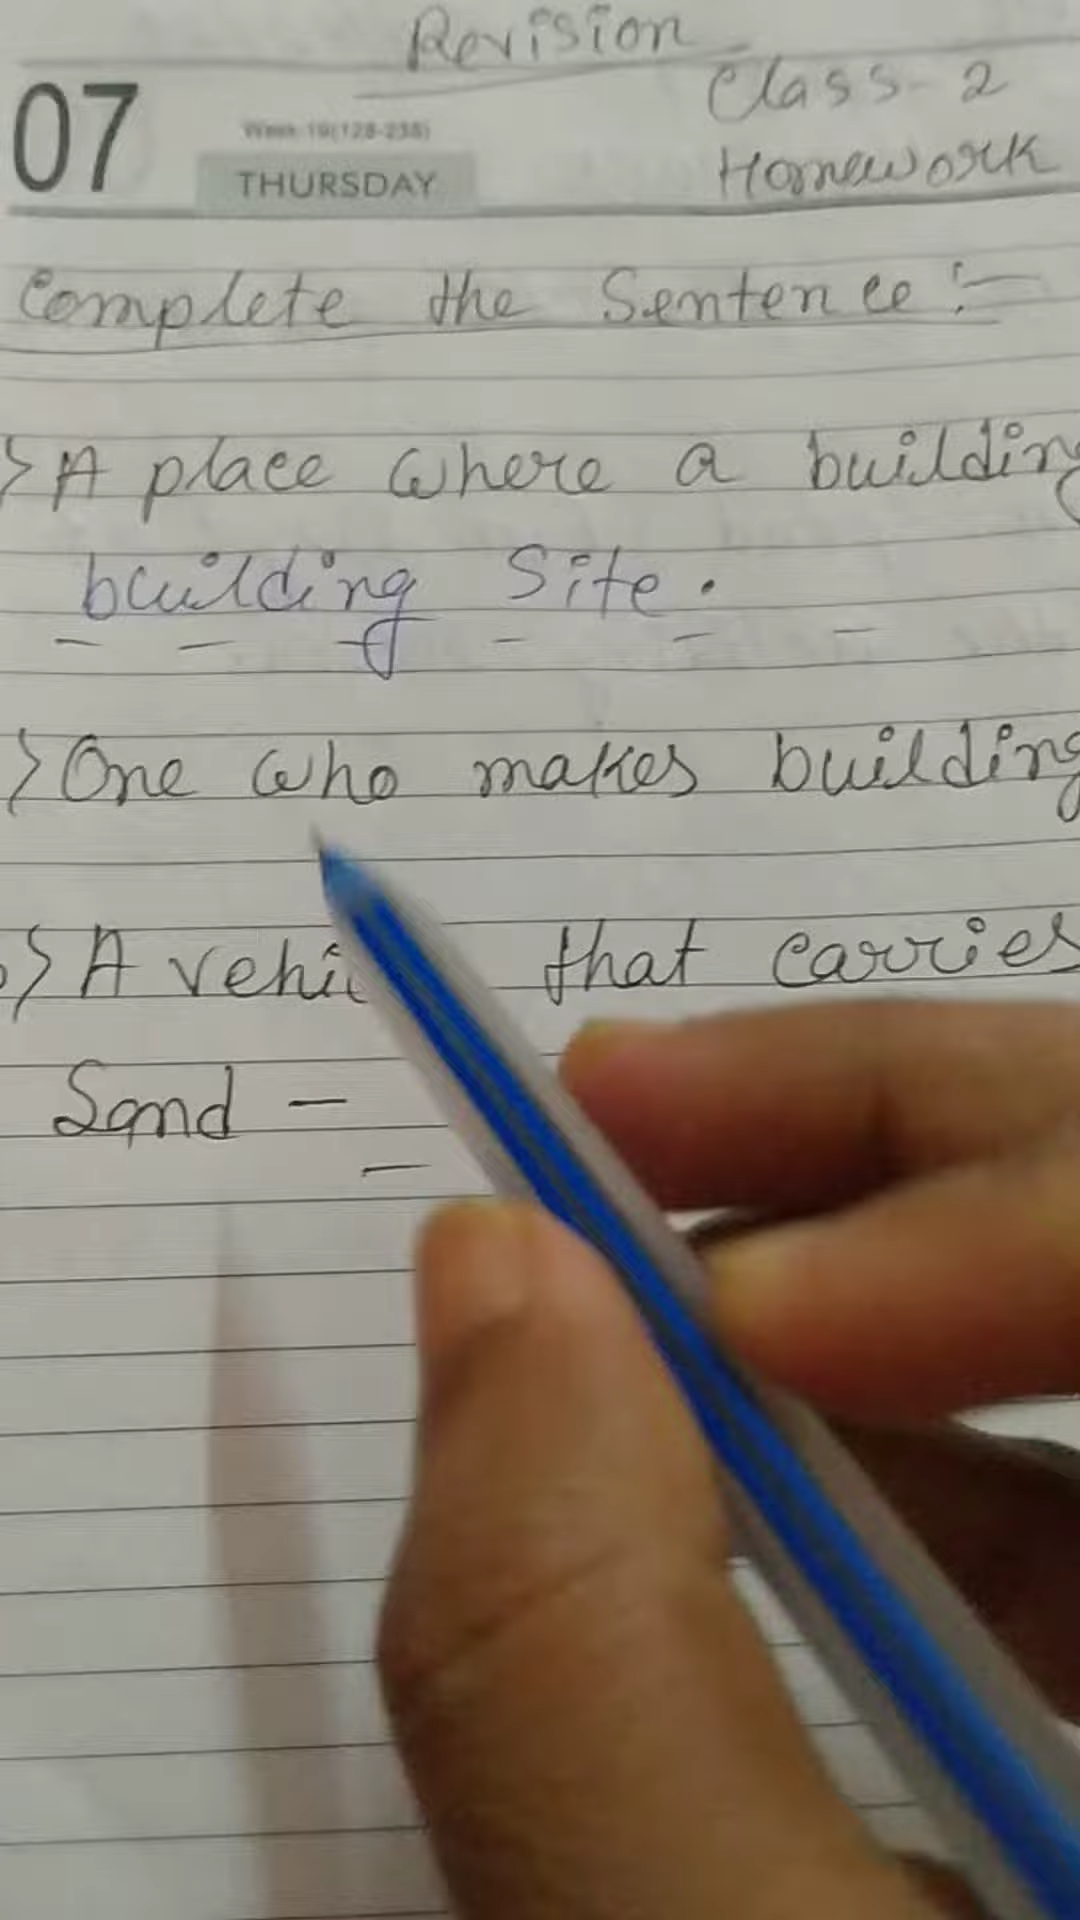 Revision
07
Week-19(128-238)
THURSDAY
Class-2
Homework
Complete the Sentence :-
> A place where a building
building Site.
> One who makes building
> A vehi that carries
Sand -